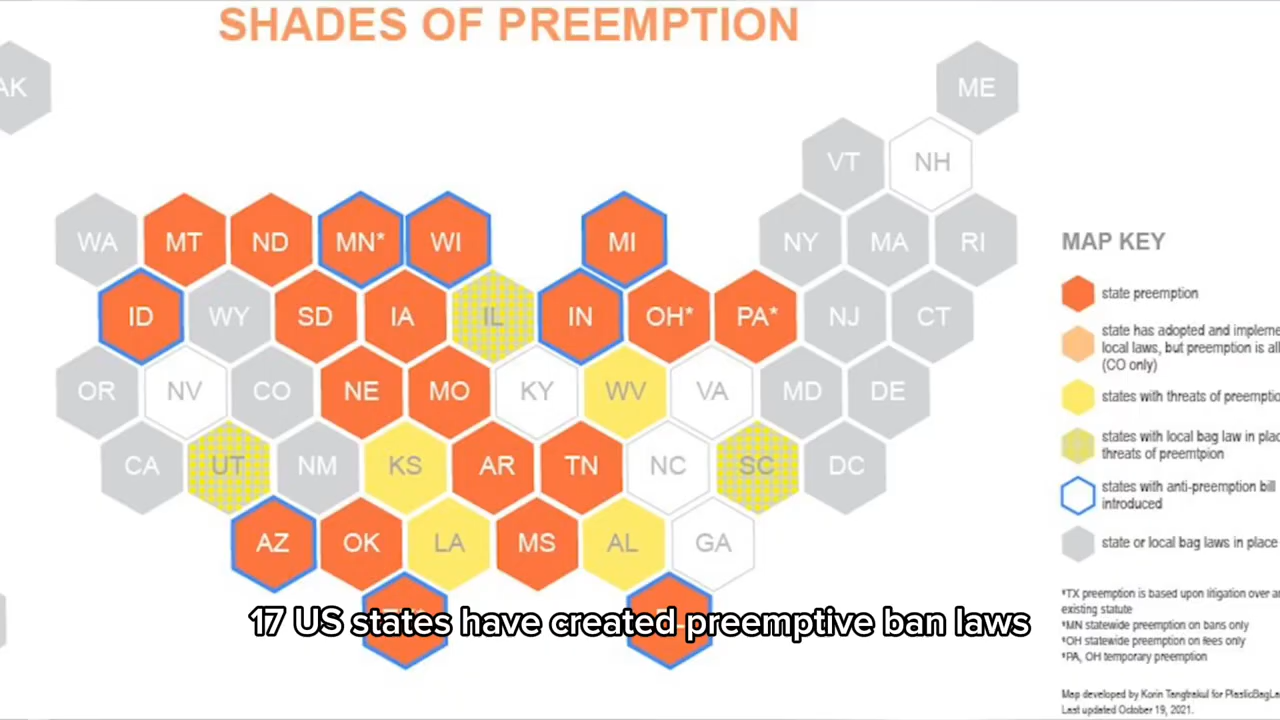 SHADES OF PREEMPTION
AK
ME
VT NH
WA MT ND MN* WI MI NY MA RI
ID WY SD IA IL IN OH* PA* NJ CT
OR NV CO NE MO KY WV VA MD DE
CA UT NM KS AR TN NC SC DC
AZ OK LA MS AL GA
17 US states have created preemptive ban laws
MAP KEY
state preemption
state has adopted and
local laws, but preemption is
(CO only)
states with threats of
states with local bag law in
threats of preemtpion
states with anti-preemption bill
introduced
state or local bag laws in place
*TX preemption is based upon litigation over
existing statute
*MN statewide preemption on bans only
*OH statewide preemption on fees only
*PA, OH temporary preemption
Map developed by Korin Tangtrakul for
Last updated October 19, 2021.